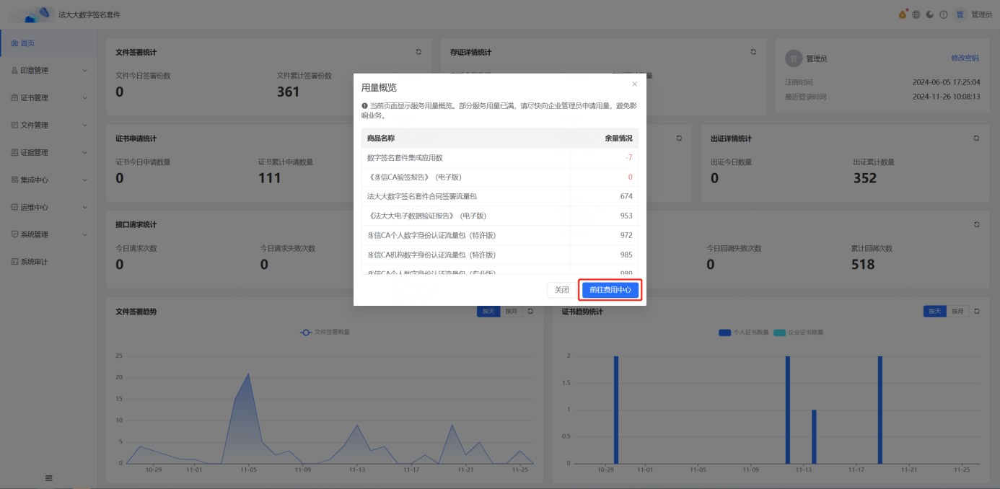 法大大数字签名套件
管
管理员
首页
印章管理
证书管理
文件管理
证据管理
集成中心
运维中心
系统管理
系统审计
文件签署统计
文件今日签署份数
0
文件累计签署份数
361
存证详情统计
管
管理员
修改密码
注册时间
2024-06-05 17:25:04
最近登录时间
2024-11-26 10:08:13
证书申请统计
证书今日申请数量
0
证书累计申请数量
111
出证详情统计
出证今日数量
0
出证累计数量
352
接口请求统计
今日请求次数
0
今日请求失败次数
0
今日回调失败次数
0
累计回调次数
518
用量概览
当前页面显示服务用量概览。部分服务用量已满，请尽快向企业管理员申请用量，避免影
响业务。
商品名称 余量情况
数字签名套件集成应用数 -7
《豸信CA验签报告》（电子版） 0
法大大数字签名套件合同签署流量包 674
《法大大电子数据验证报告》（电子版） 953
豸信CA个人数字身份认证流量包（特许版） 972
豸信CA机构数字身份认证流量包（特许版） 985
豸信CA个人数字身份认证流量包（专业版） 989
关闭
前往费用中心
文件签署趋势
按天 按月
文件签署数量
25
20
15
10
5
0
10-29 11-01 11-05 11-09 11-13 11-17 11-21 11-25
证书趋势统计
按天 按月
个人证书数量 企业证书数量
2
1.5
1
0.5
0
10-29 11-01 11-05 11-09 11-13 11-17 11-21 11-25